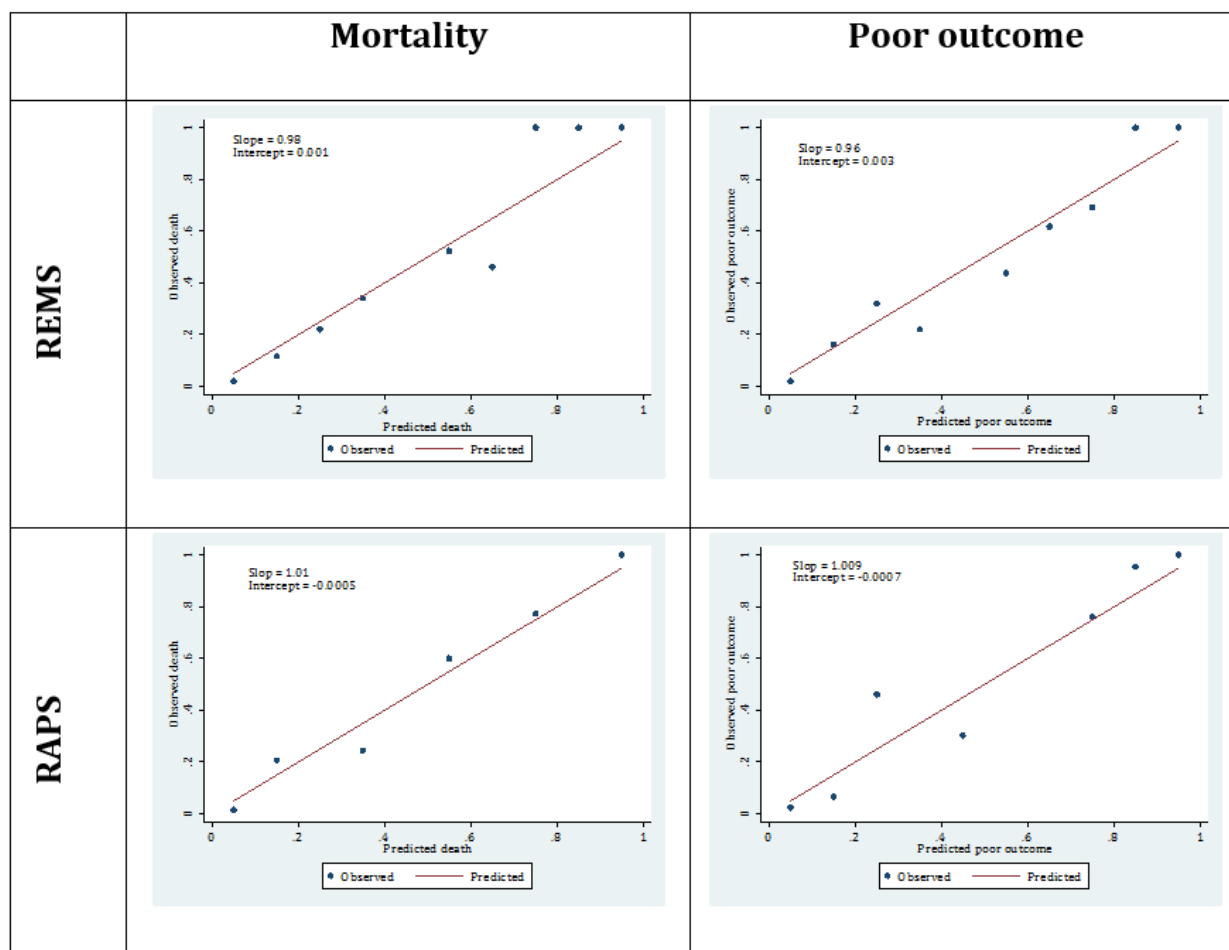 Mortality
Poor outcome
REMS
Slope = 0.98
Intercept = 0.001
Observed death
1
.8
.6
.4
.2
0
0
.2
.4
.6
.8
1
Predicted death
Observed
Predicted
Slop = 0.96
Intercept = 0.003
Observed poor outcome
1
.8
.6
.4
.2
0
0
.2
.4
.6
.8
1
Predicted poor outcome
Observed
Predicted
RAPS
Slop = 1.01
Intercept = -0.0005
Observed death
1
.8
.6
.4
.2
0
0
.2
.4
.6
.8
1
Predicted death
Observed
Predicted
Slop = 1.009
Intercept = -0.0007
Observed poor outcome
1
.8
.6
.4
.2
0
0
.2
.4
.6
.8
1
Predicted poor outcome
Observed
Predicted